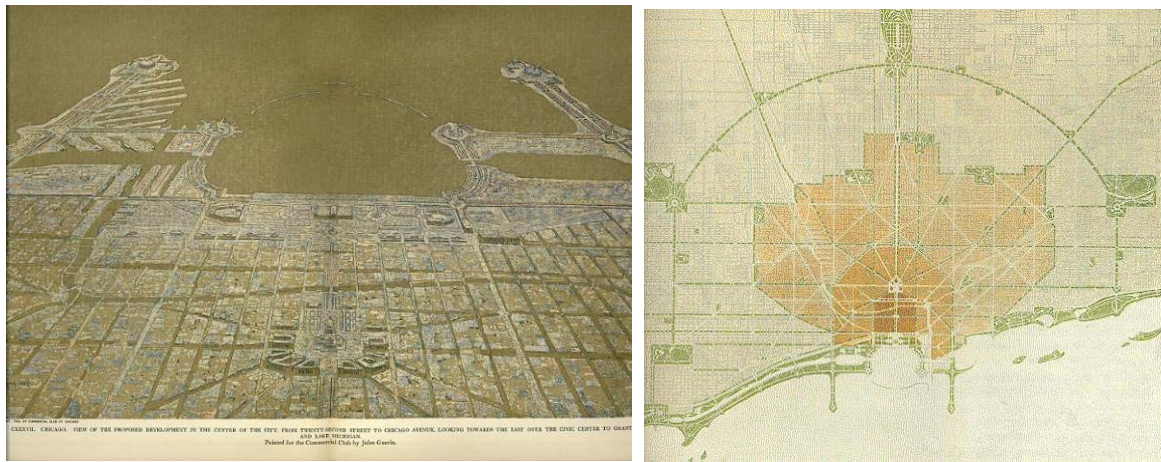 CXXXVII. CHICAGO. VIEW OF THE PROPOSED DEVELOPMENT IN THE CENTER OF THE CITY, FROM TWENTY-SECOND STREET TO CHICAGO AVENUE, LOOKING TOWARDS THE EAST OVER THE CIVIC CENTER TO GRANT
AND LAKE MICHIGAN.
Painted for the Commercial Club by Jules Guerin.